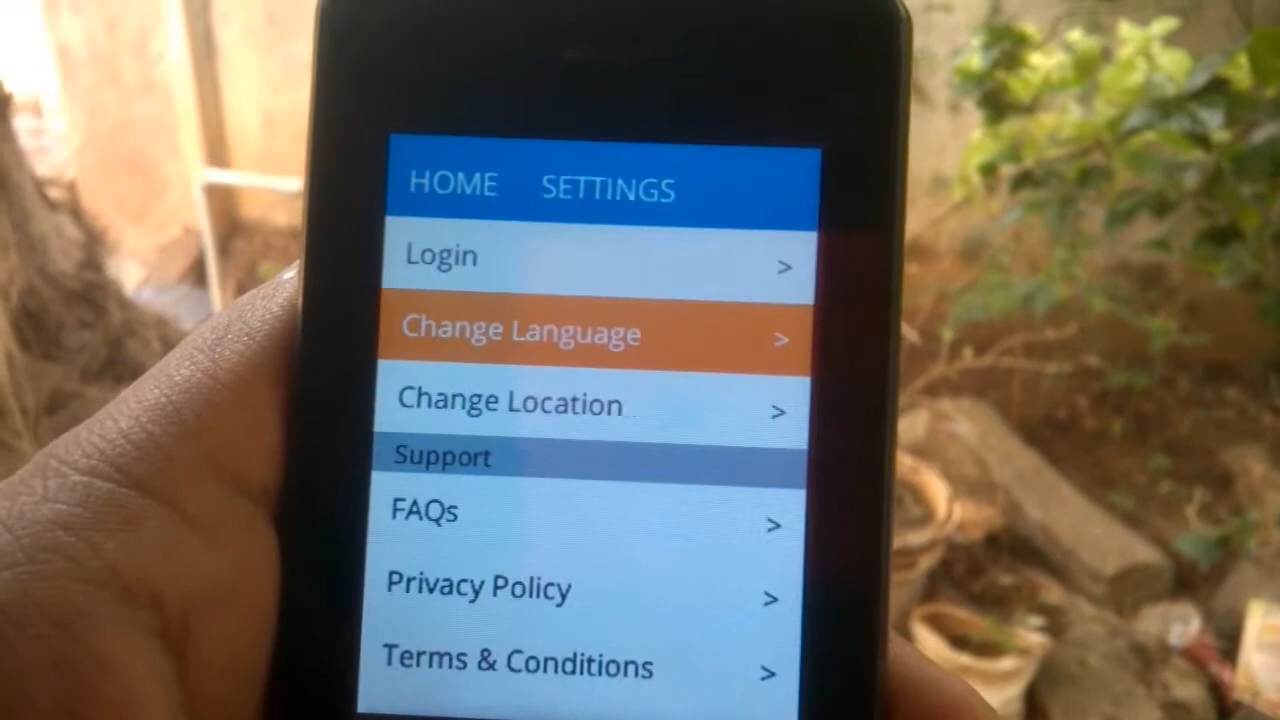 HOME SETTINGS
Login >
Change Language >
Change Location >
Support
FAQs >
Privacy Policy >
Terms & Conditions >